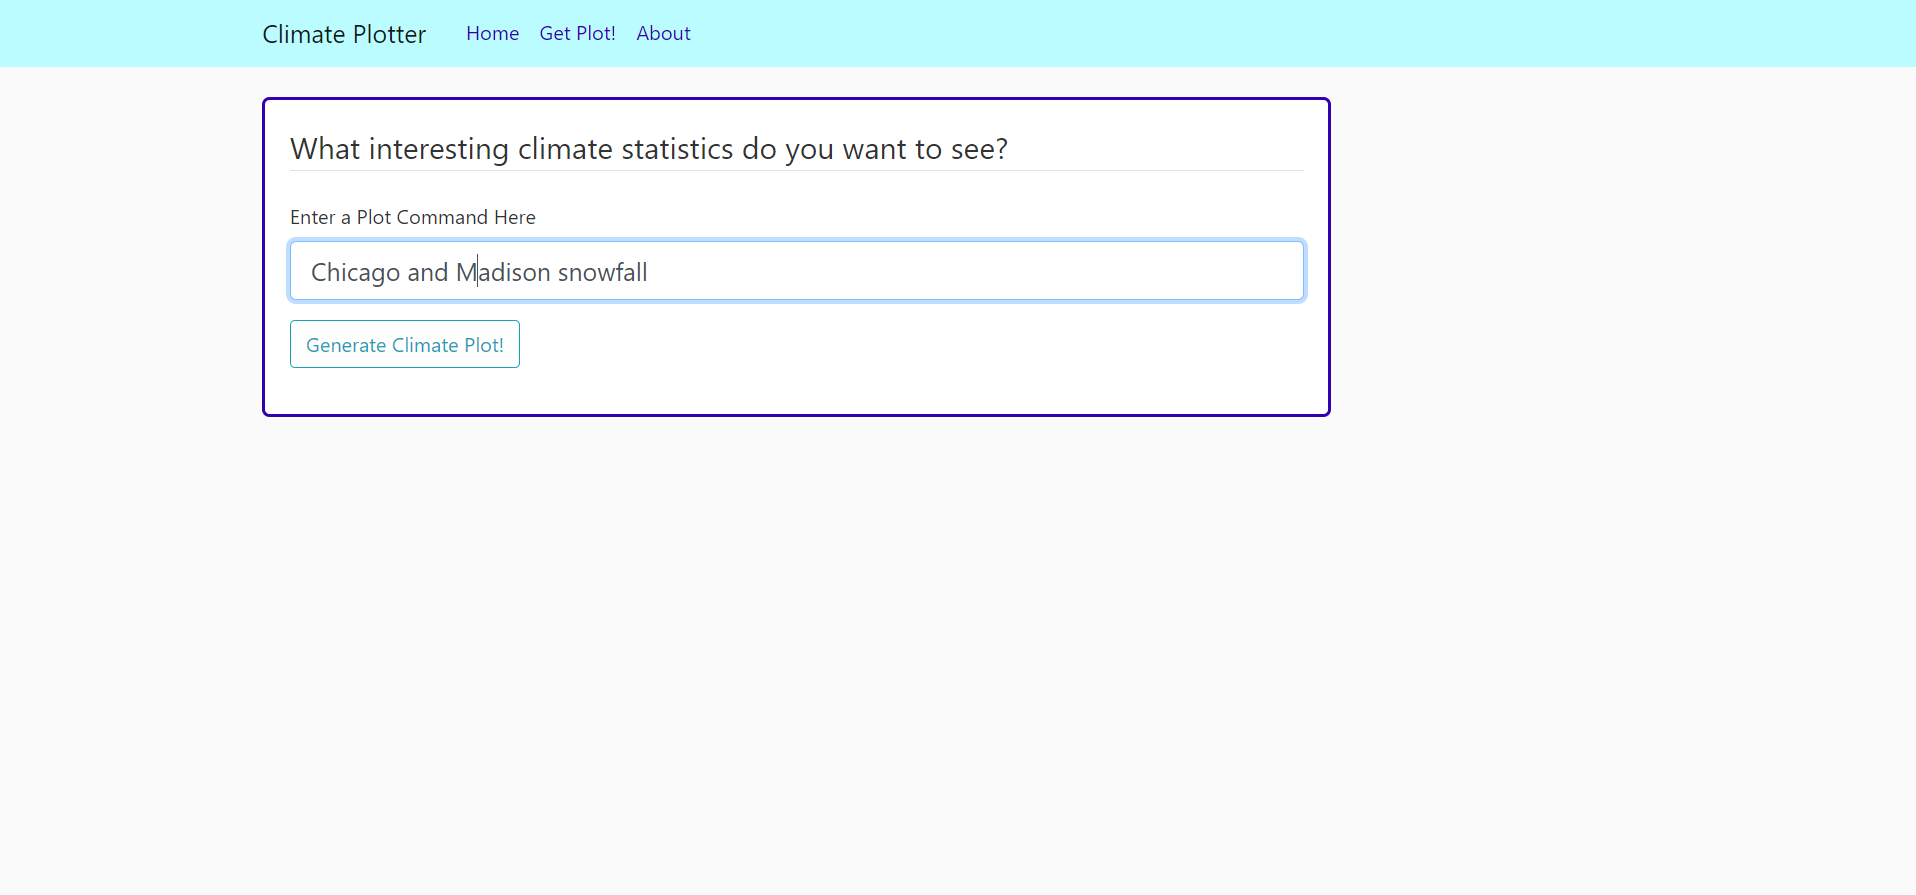 Climate Plotter Home Get Plot! About
What interesting climate statistics do you want to see?
Enter a Plot Command Here
Chicago and Madison snowfall
Generate Climate Plot!